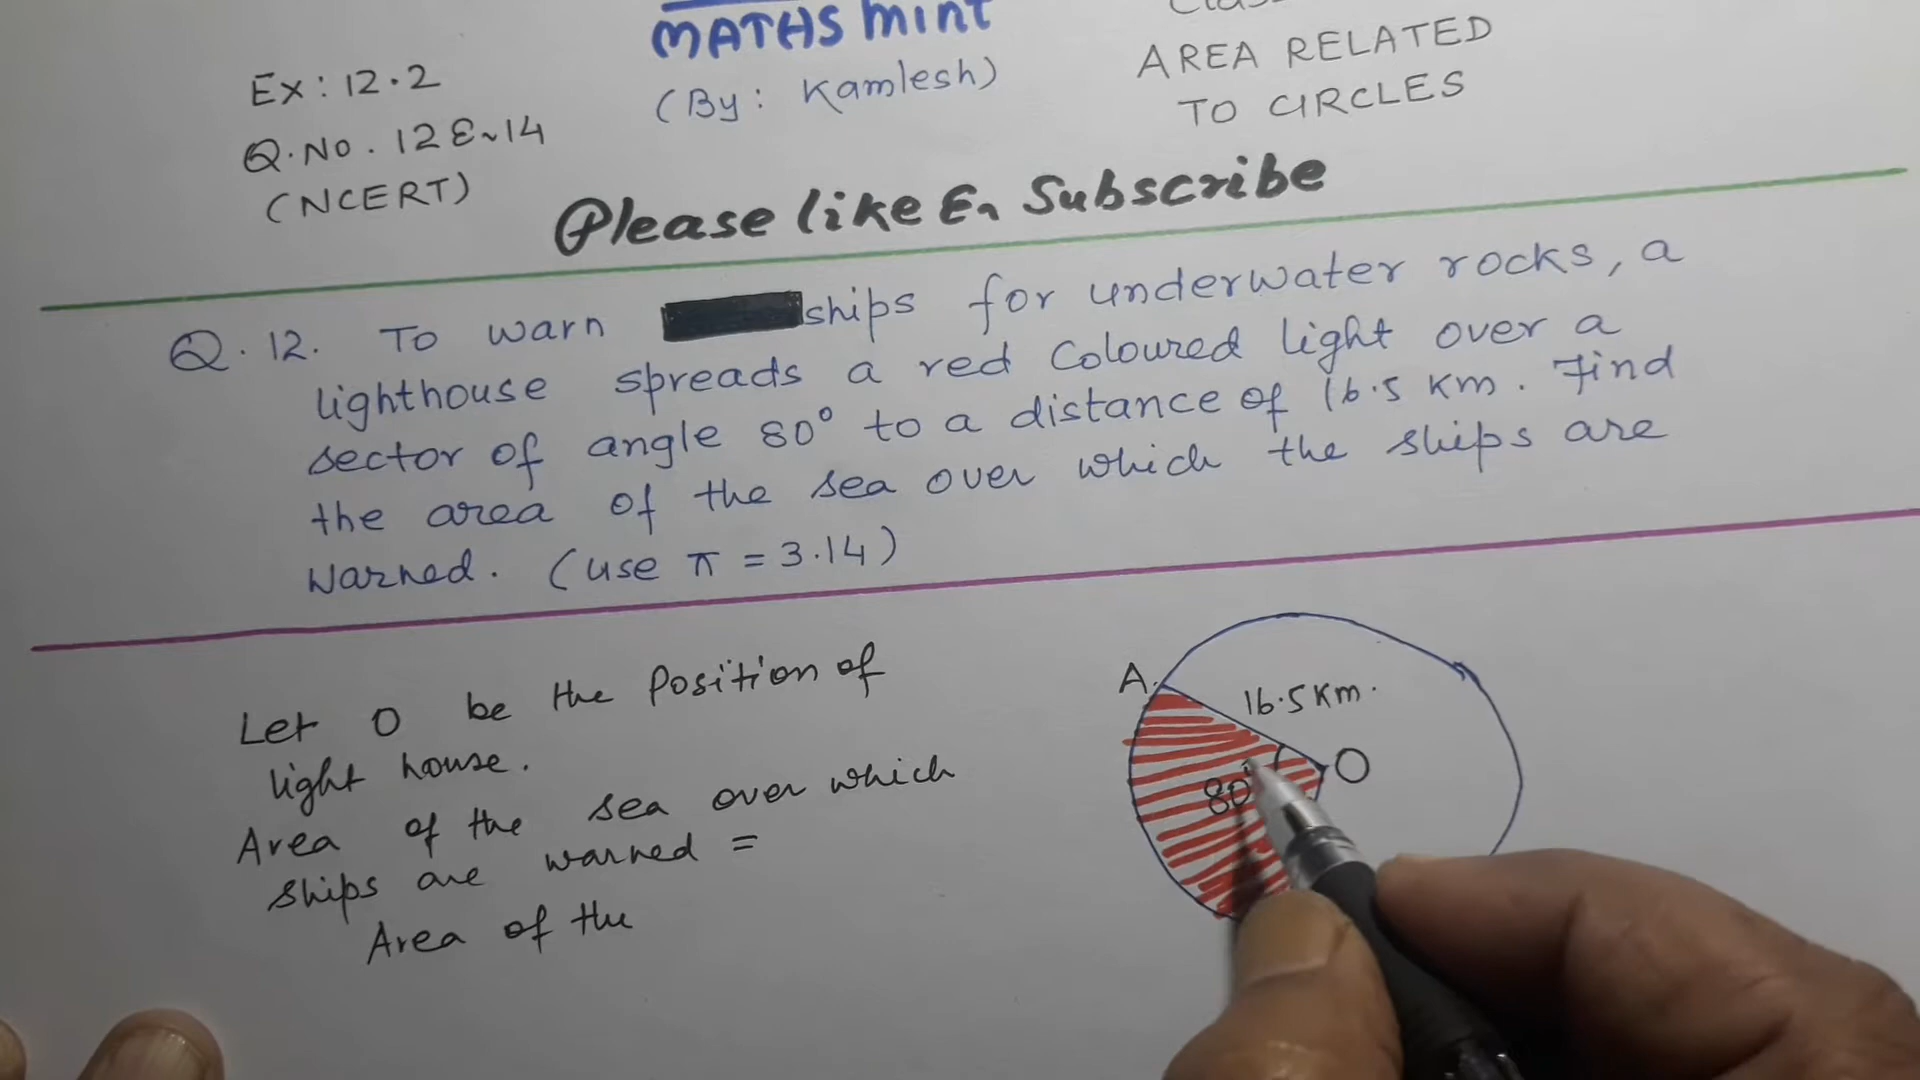 MATHS mint
(By: Kamlesh)
Ex: 12.2
Q.No. 12 & 14
(NCERT)
AREA RELATED
TO CIRCLES
Please like & Subscribe
Q.12. To warn ships for underwater rocks, a
lighthouse spreads a red coloured light over a
sector of angle 80° to a distance of 16.5 km. Find
the area of the sea over which the ships are
warned. (use π = 3.14)
Let O be the position of
light house.
Area of the sea over which
ships are warned =
Area of the
A
16.5 km.
O
80°